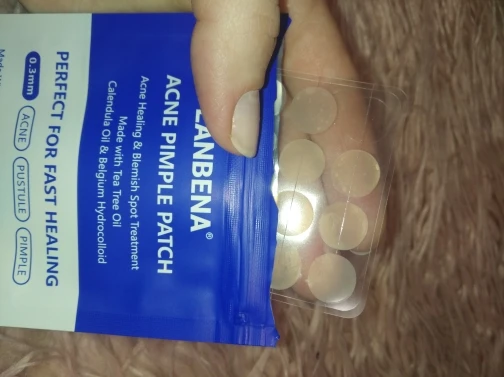 LANBENA®
ACNE PIMPLE PATCH
Acne Healing & Blemish Spot Treatment
Made with Tea Tree Oil
Calendula Oil & Belgium Hydrocolloid
PERFECT FOR FAST HEALING
0.3mm ACNE PUSTULE PIMPLE